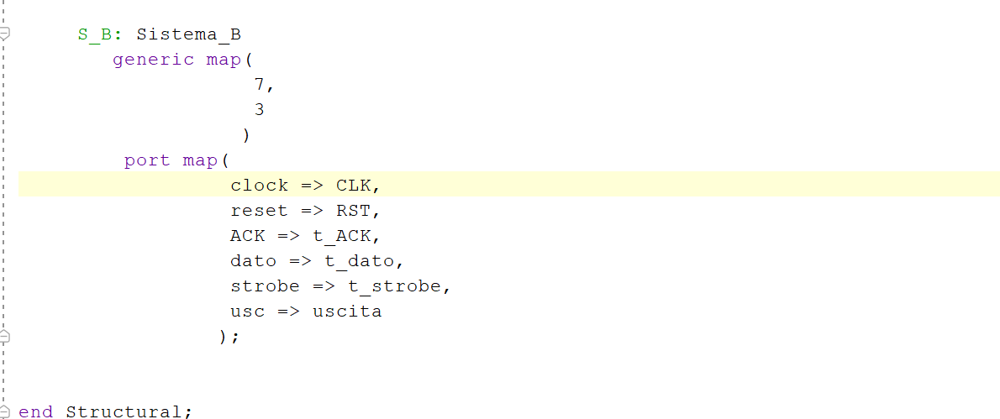 S_B: Sistema_B
generic map(
7,
3
)
port map(
clock => CLK,
reset => RST,
ACK => t_ACK,
dato => t_dato,
strobe => t_strobe,
usc => uscita
);
end Structural;